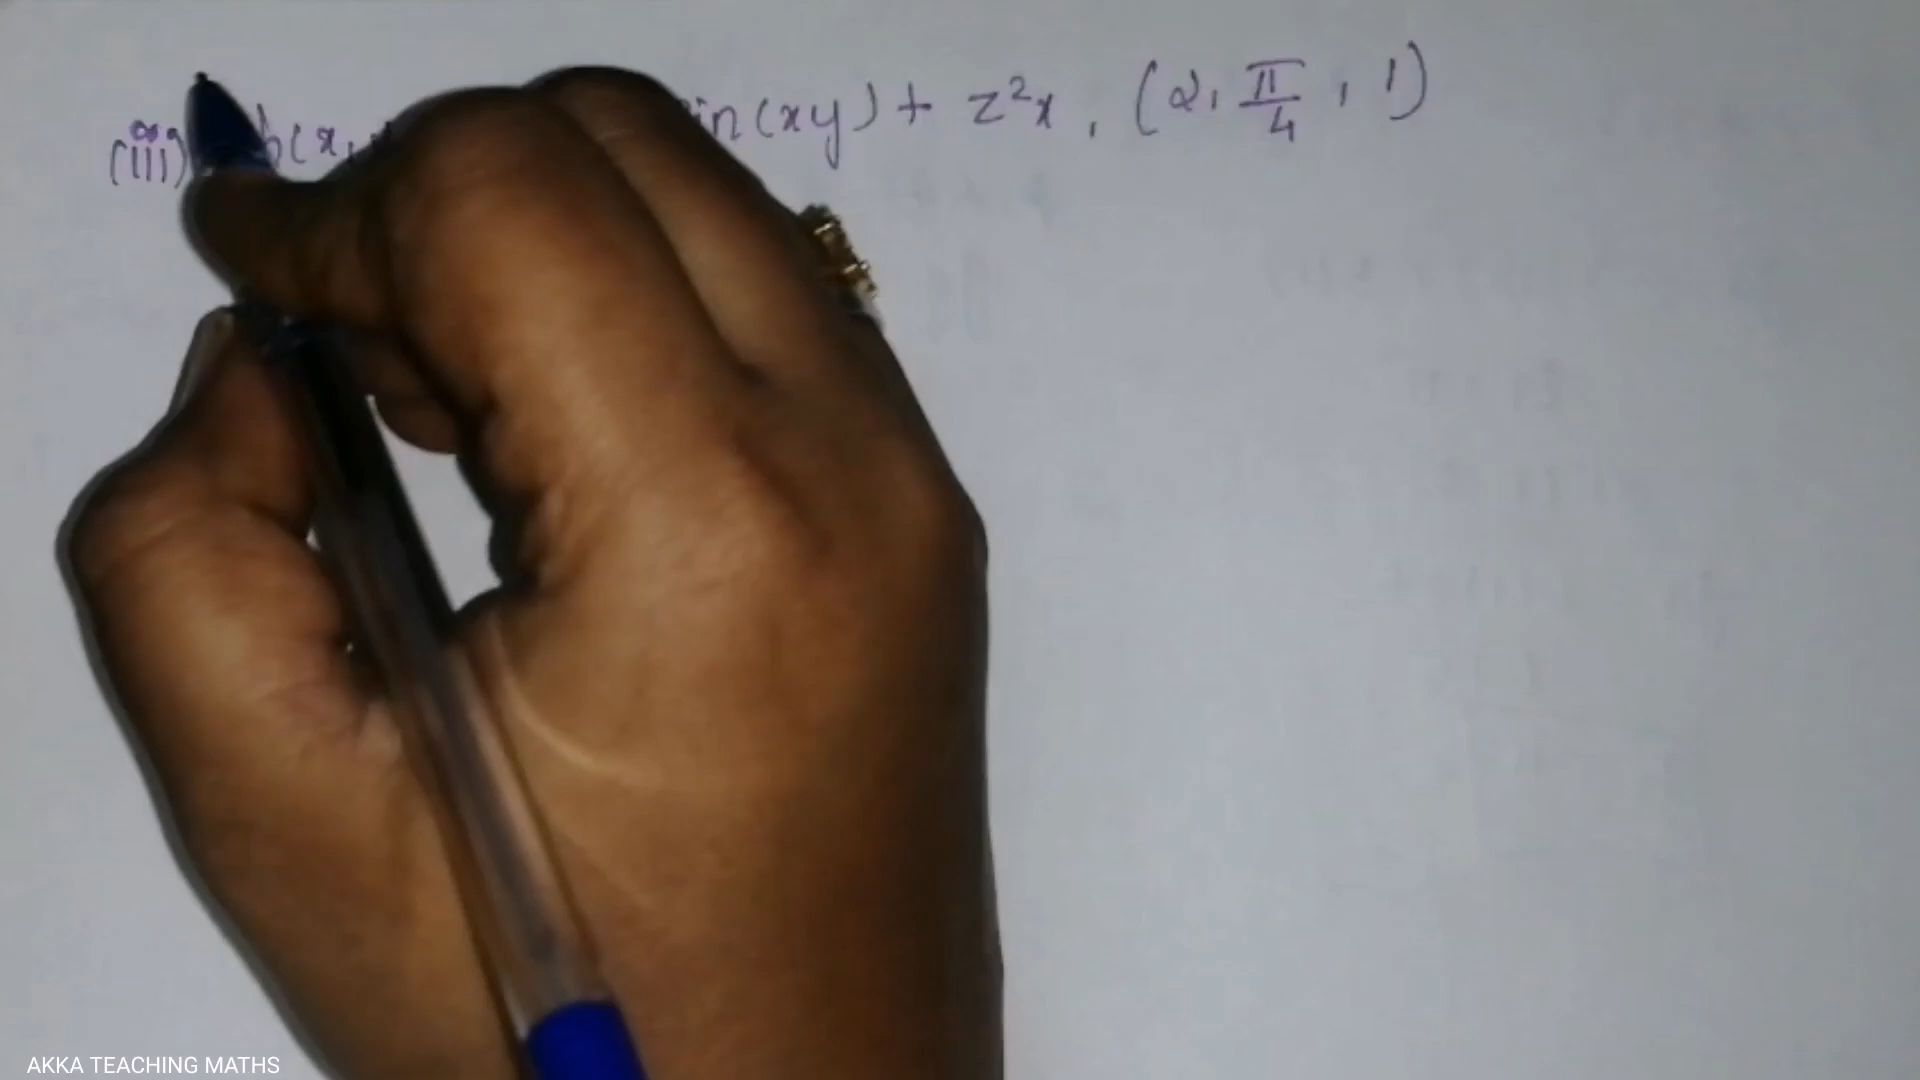 (iii) h(x, in(xy) + z²x , (2, π/4 , 1)
AKKA TEACHING MATHS